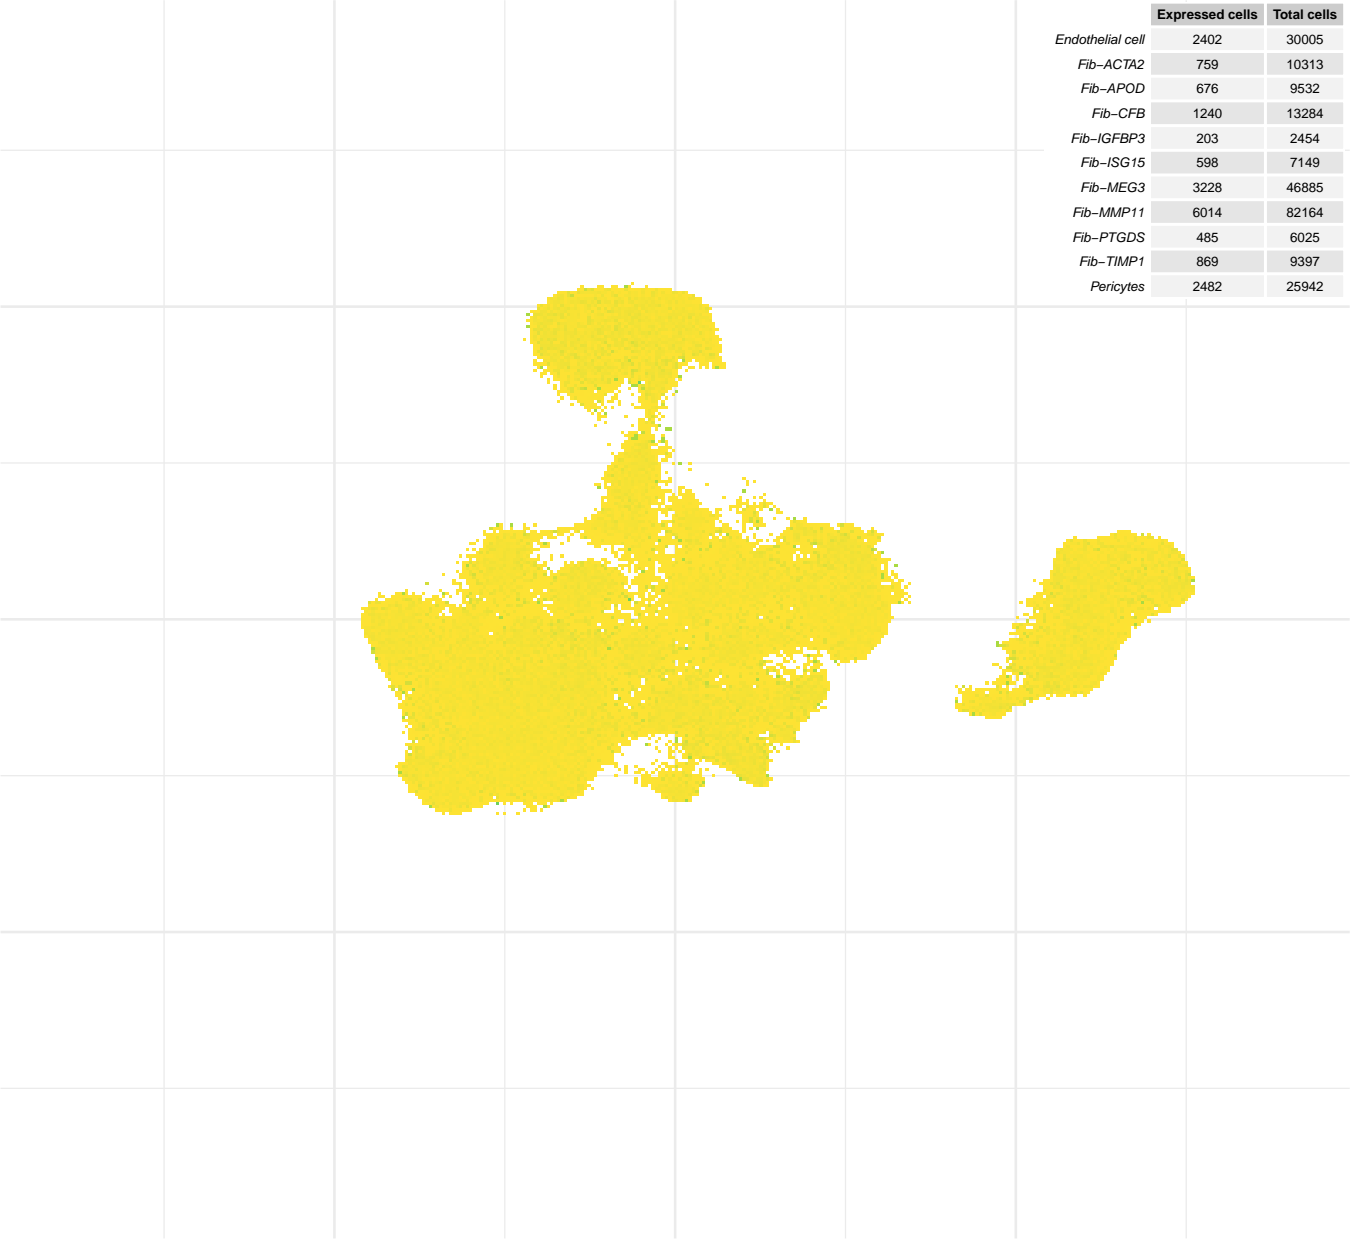 Expressed cells Total cells
Endothelial cell 2402 30005
Fib−ACTA2 759 10313
Fib−APOD 676 9532
Fib−CFB 1240 13284
Fib−IGFBP3 203 2454
Fib−ISG15 598 7149
Fib−MEG3 3228 46885
Fib−MMP11 6014 82164
Fib−PTGDS 485 6025
Fib−TIMP1 869 9397
Pericytes 2482 25942